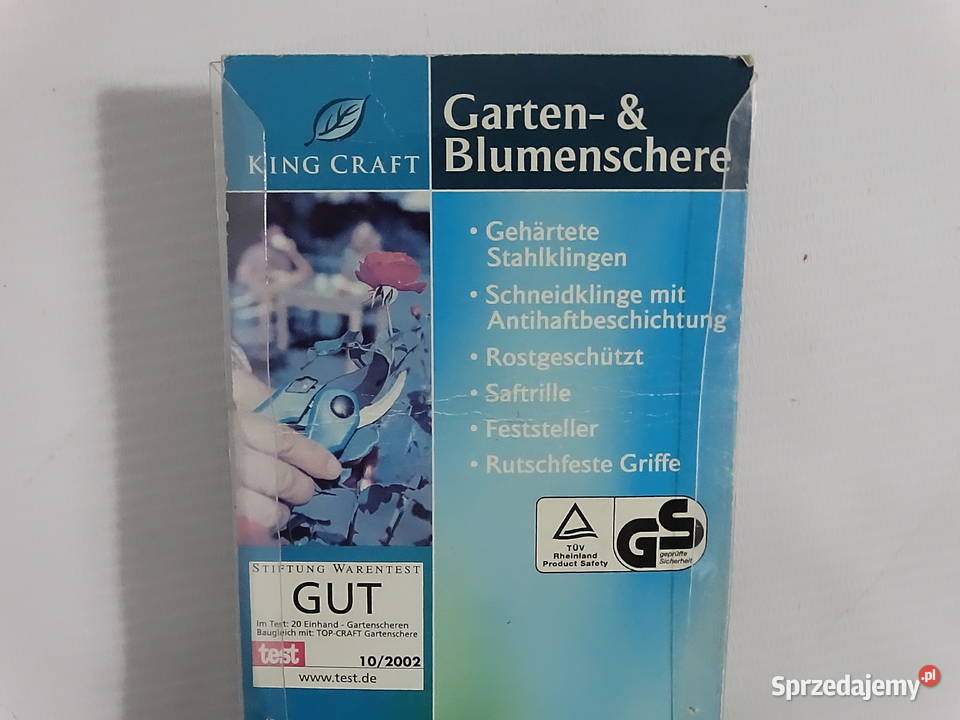 KING CRAFT
Garten- &
Blumenschere
• Gehärtete
Stahlklingen
• Schneidklinge mit
Antihaftbeschichtung
• Rostgeschützt
• Saftrille
• Feststeller
• Rutschfeste Griffe
TÜV
Rheinland
Product Safety
GS
geprüfte
Sicherheit
STIFTUNG WARENTEST
GUT
Im Test: 20 Einhand - Gartenscheren
Baugleich mit: TOP-CRAFT Gartenschere
test
10/2002
www.test.de
Sprzedajemy.pl